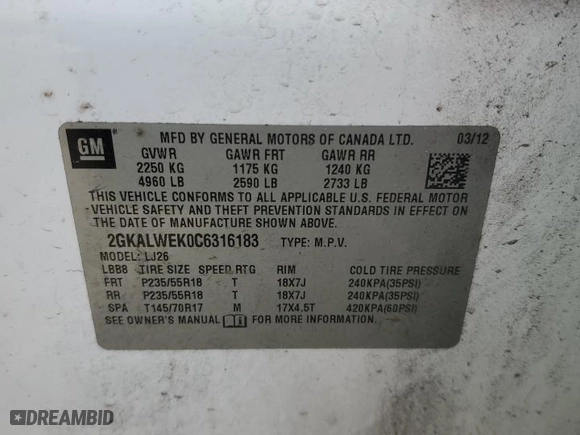 GM
MFD BY GENERAL MOTORS OF CANADA LTD. 03/12
GVWR GAWR FRT GAWR RR
2250 KG 1175 KG 1240 KG
4960 LB 2590 LB 2733 LB
THIS VEHICLE CONFORMS TO ALL APPLICABLE U.S. FEDERAL MOTOR
VEHICLE SAFETY AND THEFT PREVENTION STANDARDS IN EFFECT ON
THE DATE OF MANUFACTURE SHOWN ABOVE.
2GKALWEK0C6316183 TYPE: M.P.V.
MODEL: LJ26
LBB8 TIRE SIZE SPEED RTG RIM
FRT P235/55R18 T 18X7J 240KPA(35PSI)
RR P235/55R18 T 18X7J 240KPA(35PSI)
SPA T145/70R17 M 17X4.5T 420KPA(60PSI)
SEE OWNER'S MANUAL FOR MORE INFORMATION
DREAMBID